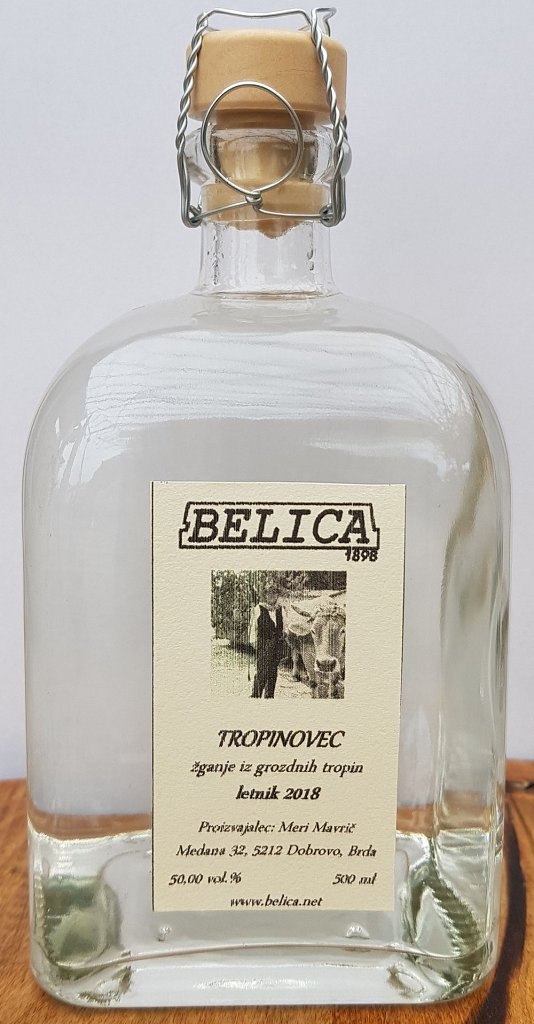 BELICA
1898
TROPINOVEC
žganje iz grozdnih tropin
letnik 2018
Proizvajalec: Meri Mavrič
Medana 32, 5212 Dobrovo, Brda
50,00 vol.% 500 ml
www.belica.net